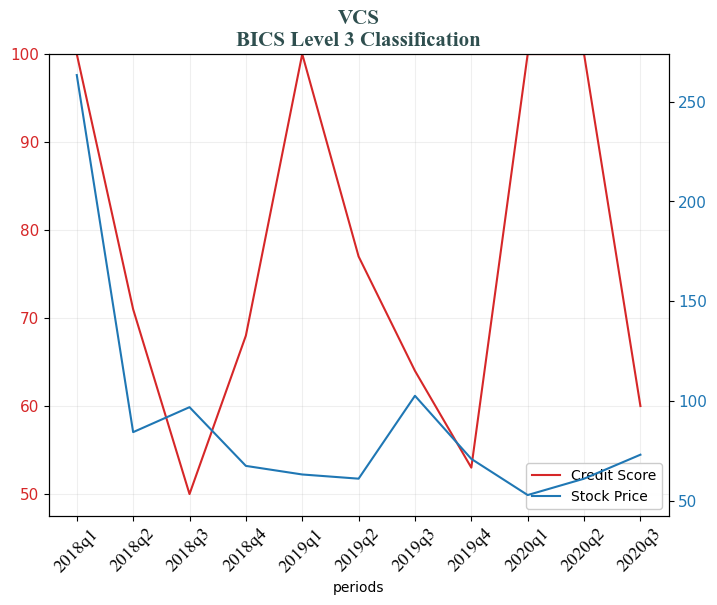 VCS
BICS Level 3 Classification
100
90
80
70
60
50
250
200
150
100
50
Credit Score
Stock Price
2018q1
2018q2
2018q3
2018q4
2019q1
2019q2
2019q3
2019q4
2020q1
2020q2
2020q3
periods